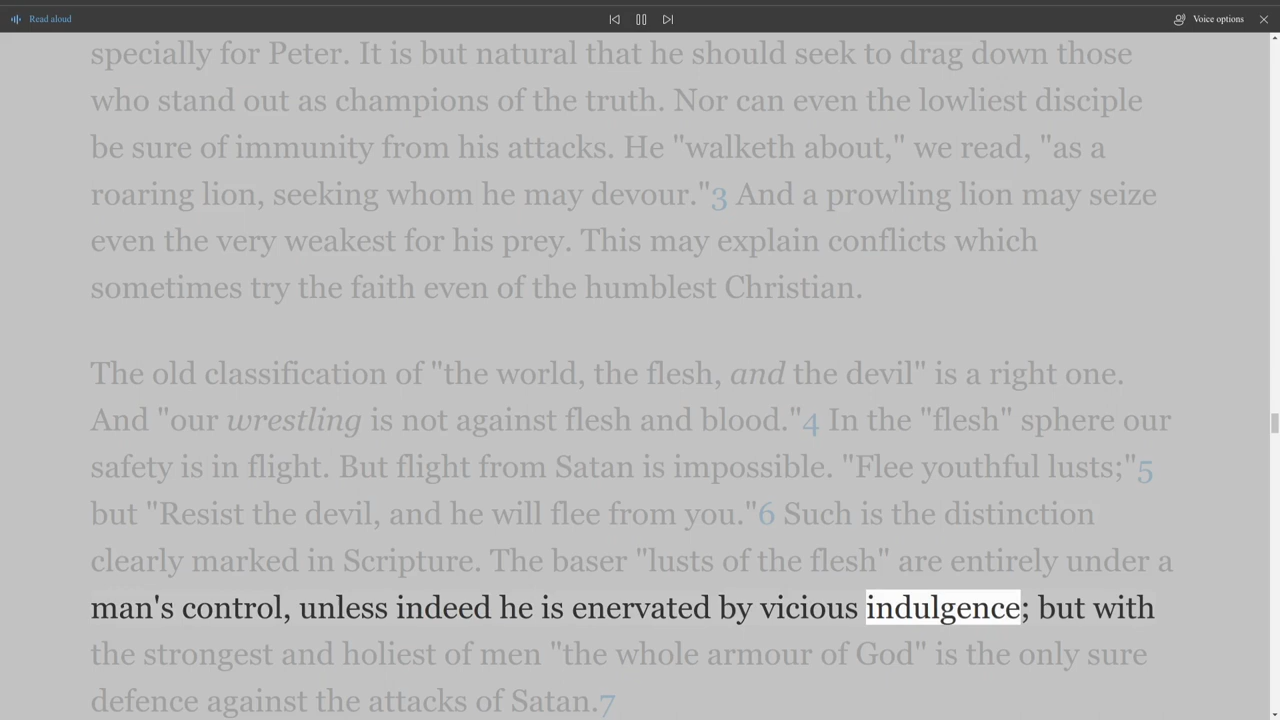 Read aloud
Voice options
specially for Peter. It is but natural that he should seek to drag down those
who stand out as champions of the truth. Nor can even the lowliest disciple
be sure of immunity from his attacks. He "walketh about," we read, "as a
roaring lion, seeking whom he may devour."3 And a prowling lion may seize
even the very weakest for his prey. This may explain conflicts which
sometimes try the faith even of the humblest Christian.
The old classification of "the world, the flesh, and the devil" is a right one.
And "our wrestling is not against flesh and blood."4 In the "flesh" sphere our
safety is in flight. But flight from Satan is impossible. "Flee youthful lusts;"5
but "Resist the devil, and he will flee from you."6 Such is the distinction
clearly marked in Scripture. The baser "lusts of the flesh" are entirely under a
man's control, unless indeed he is enervated by vicious indulgence; but with
the strongest and holiest of men "the whole armour of God" is the only sure
defence against the attacks of Satan.7